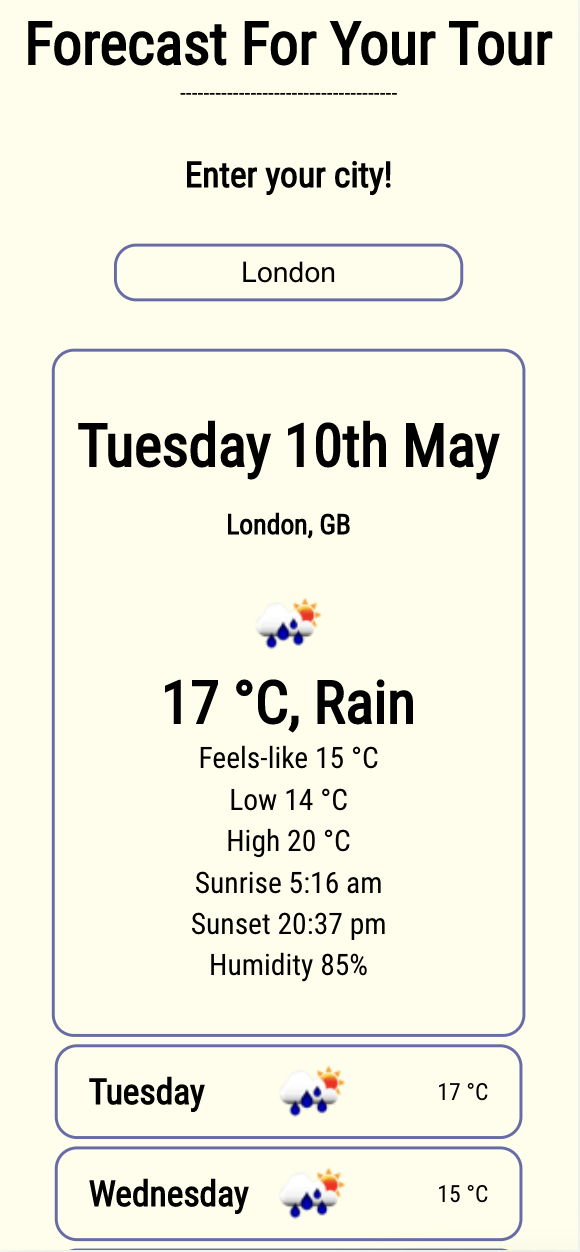 Forecast For Your Tour
------------------------------------
Enter your city!
London
Tuesday 10th May
London, GB
17 °C, Rain
Feels-like 15 °C
Low 14 °C
High 20 °C
Sunrise 5:16 am
Sunset 20:37 pm
Humidity 85%
Tuesday 17 °C
Wednesday 15 °C